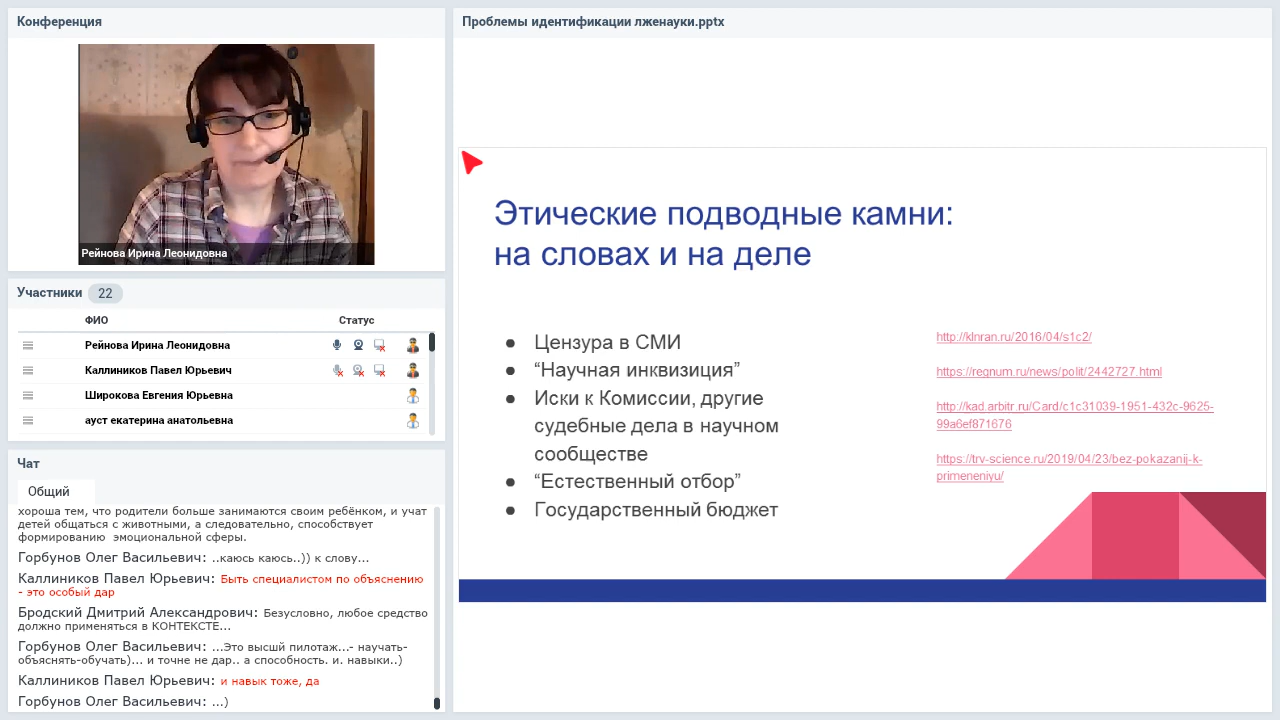 Конференция
Рейнова Ирина Леонидовна
Участники 22
ФИО Статус
Рейнова Ирина Леонидовна
Каллиников Павел Юрьевич
Широкова Евгения Юрьевна
ауст екатерина анатольевна
Чат
Общий
хороша тем, что родители больше занимаются своим ребёнком, и учат
детей общаться с животными, а следовательно, способствует
формированию эмоциональной сферы.
Горбунов Олег Васильевич: ..каюсь каюсь..)) к слову...
Каллиников Павел Юрьевич: Быть специалистом по объяснению
- это особый дар
Бродский Дмитрий Александрович: Безусловно, любое средство
должно применяться в КОНТЕКСТЕ...
Горбунов Олег Васильевич: ...Это высшй пилотаж...- научать-
объяснять-обучать)... и точне не дар.. а способность. и. навыки..)
Каллиников Павел Юрьевич: и навык тоже, да
Горбунов Олег Васильевич: ...)
Проблемы идентификации лженауки.pptx
Этические подводные камни:
на словах и на деле
● Цензура в СМИ
● “Научная инквизиция”
● Иски к Комиссии, другие
судебные дела в научном
сообществе
● “Естественный отбор”
● Государственный бюджет
http://klnran.ru/2016/04/s1c2/
https://regnum.ru/news/polit/2442727.html
http://kad.arbitr.ru/Card/c1c31039-1951-432c-9625-
99a6ef871676
https://trv-science.ru/2019/04/23/bez-pokazanij-k-
primeneniyu/